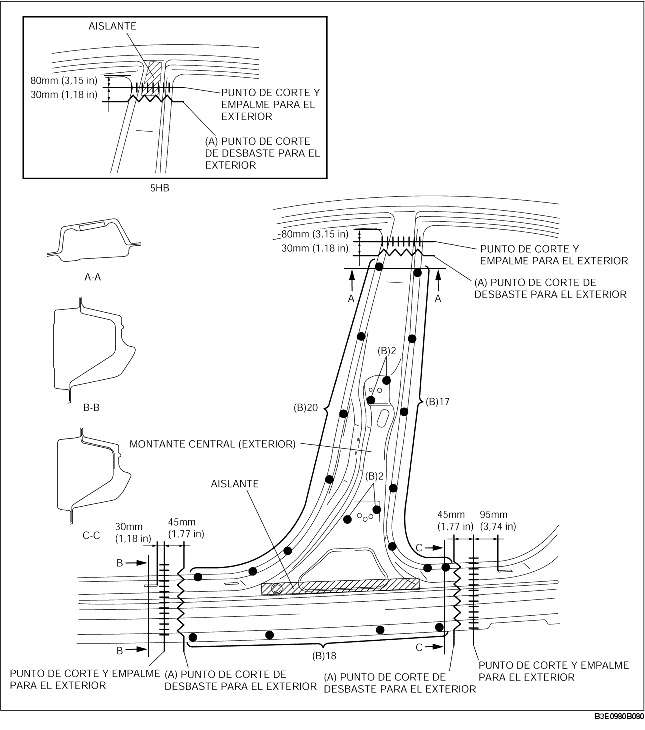 AISLANTE
80mm (3,15 in)
30mm (1,18 in)
PUNTO DE CORTE Y
EMPALME PARA EL
EXTERIOR
(A) PUNTO DE CORTE
DE DESBASTE PARA EL
EXTERIOR
5HB
80mm (3.15 in)
30mm (1.18 in)
PUNTO DE CORTE Y
EMPALME PARA EL EXTERIOR
(A) PUNTO DE CORTE DE
DESBASTE PARA EL EXTERIOR
A
A
A-A
B-B
(B)2
(B)20
(B)17
MONTANTE CENTRAL (EXTERIOR)
(B)2
AISLANTE
C-C
30mm
(1,18 in)
45mm
(1,77 in)
45mm
(1,77 in)
95mm
(3,74 in)
B
C
B
C
(B)18
PUNTO DE CORTE Y EMPALME
PARA EL EXTERIOR
(A) PUNTO DE CORTE DE
DESBASTE PARA EL EXTERIOR
(A) PUNTO DE CORTE DE
DESBASTE PARA EL EXTERIOR
PUNTO DE CORTE Y EMPALME
PARA EL EXTERIOR
B3E0980B080